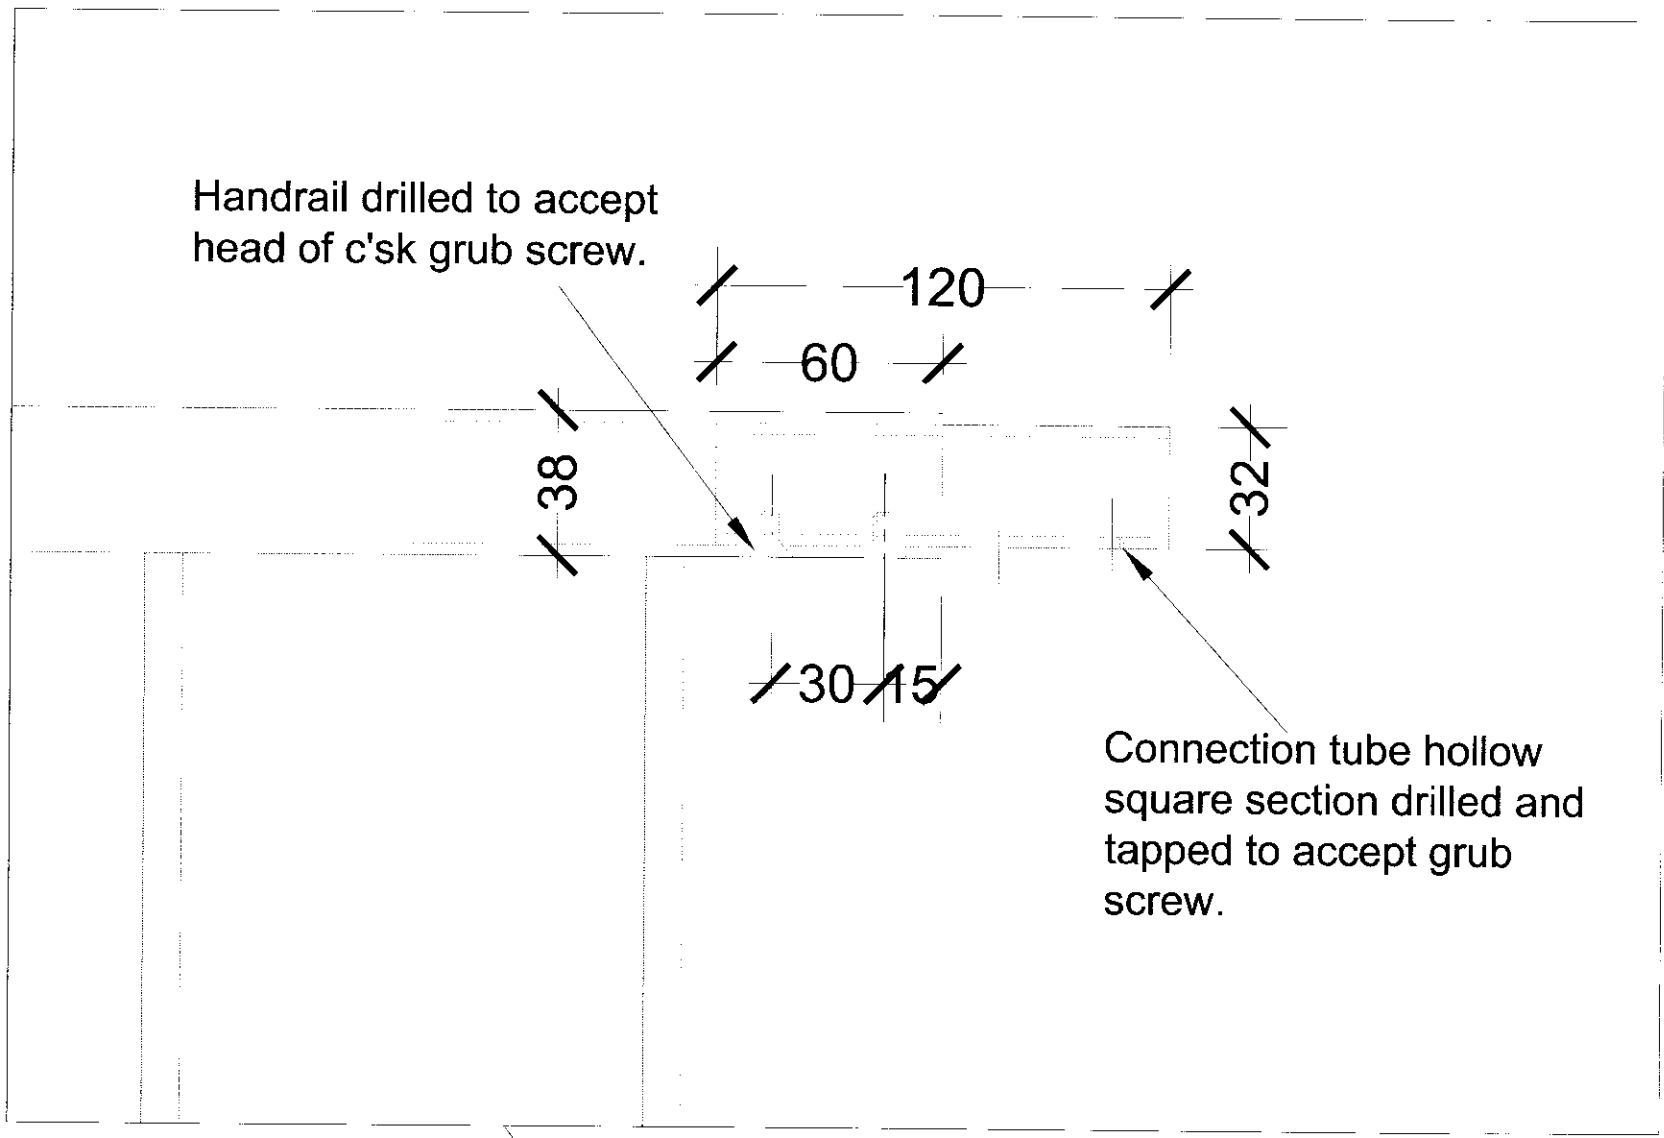 Handrail drilled to accept
head of c'sk grub screw.
120
60
38
32
30
15
Connection tube hollow
square section drilled and
tapped to accept grub
screw.